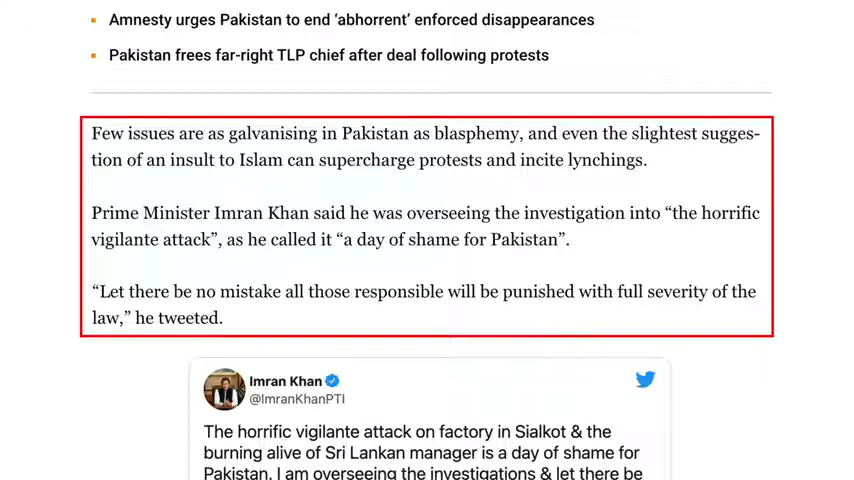 Amnesty urges Pakistan to end ‘abhorrent’ enforced disappearances
Pakistan frees far-right TLP chief after deal following protests
Few issues are as galvanising in Pakistan as blasphemy, and even the slightest sugges-
tion of an insult to Islam can supercharge protests and incite lynchings.
Prime Minister Imran Khan said he was overseeing the investigation into “the horrific
vigilante attack”, as he called it “a day of shame for Pakistan”.
“Let there be no mistake all those responsible will be punished with full severity of the
law,” he tweeted.
Imran Khan
@ImranKhanPTI
The horrific vigilante attack on factory in Sialkot & the
burning alive of Sri Lankan manager is a day of shame for
Pakistan. I am overseeing the investigations & let there be